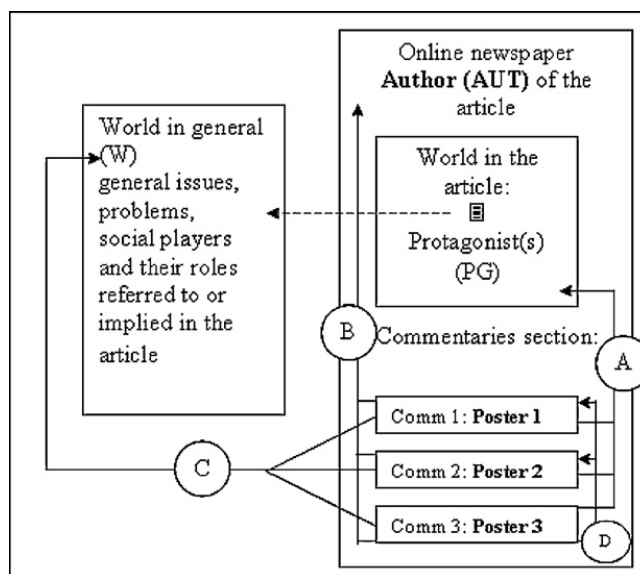 Online newspaper
Author (AUT) of the
article
World in general
(W)
general issues,
problems,
social players
and their roles
referred to or
implied in the
article
World in the
article:
Protagonist(s)
(PG)
B
Commentaries section:
A
Comm 1: Poster 1
C
Comm 2: Poster 2
Comm 3: Poster 3
D